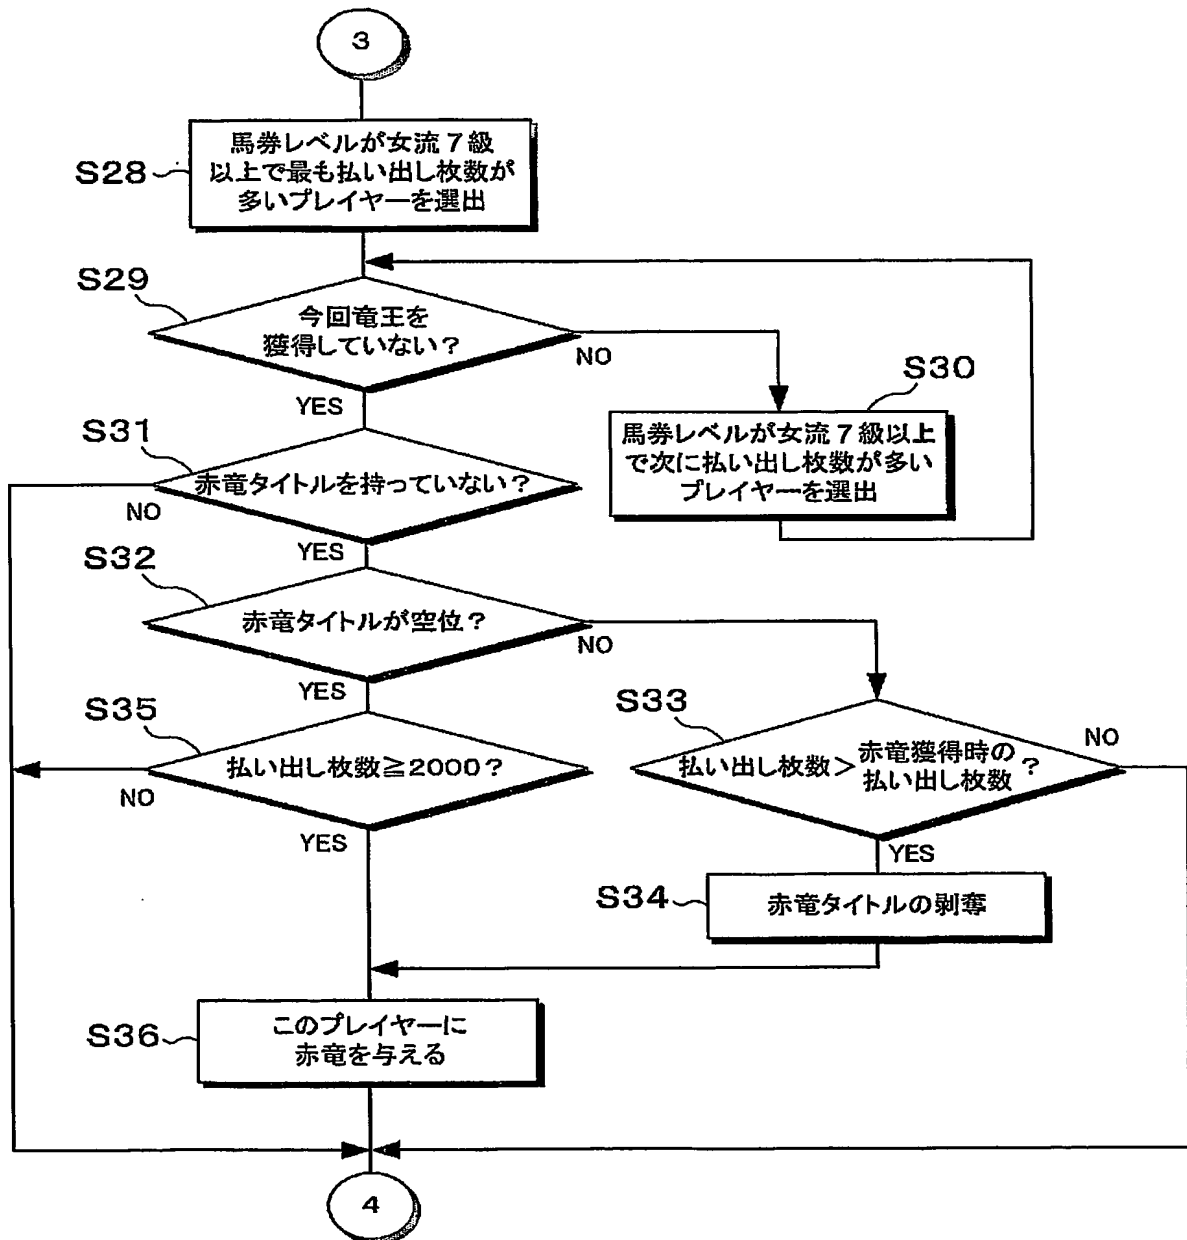 3
S28
馬券レベルが女流7級
以上で最も払い出し枚数が
多いプレイヤーを選出
S29
今回竜王を
獲得していない?
NO
YES
S30
馬券レベルが女流7級以上
で次に払い出し枚数が多い
プレイヤーを選出
S31
赤竜タイトルを持っていない?
NO
YES
S32
赤竜タイトルが空位?
NO
YES
S33
払い出し枚数>赤竜獲得時の払い出し枚数?
NO
YES
S35
払い出し枚数≧2000?
NO
YES
S34
赤竜タイトルの剝奪
S36
このプレイヤーに
赤竜を与える
4